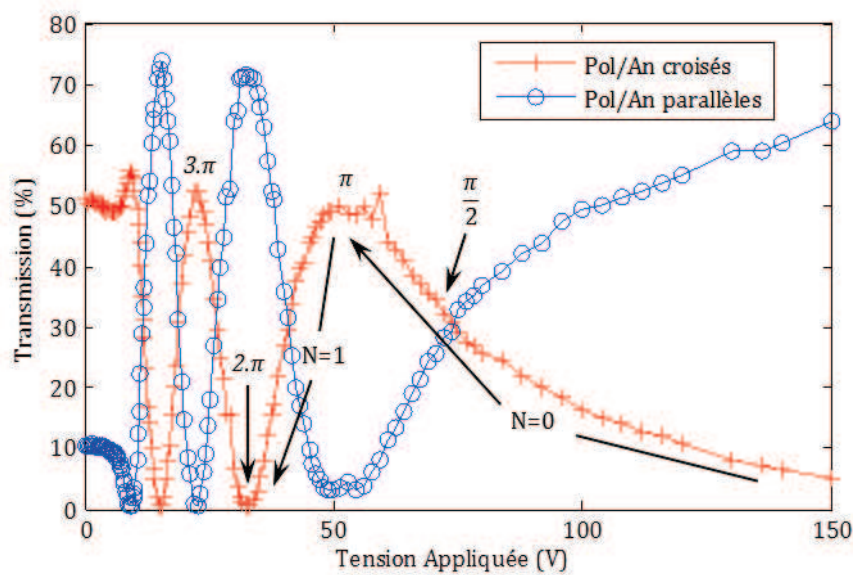 80
70
60
50
40
30
20
10
0
Transmission (%)
Pol/An croisés
Pol/An parallèles
3.π
π
π
2
2.π
N=1
N=0
0
50
100
150
Tension Appliquée (V)